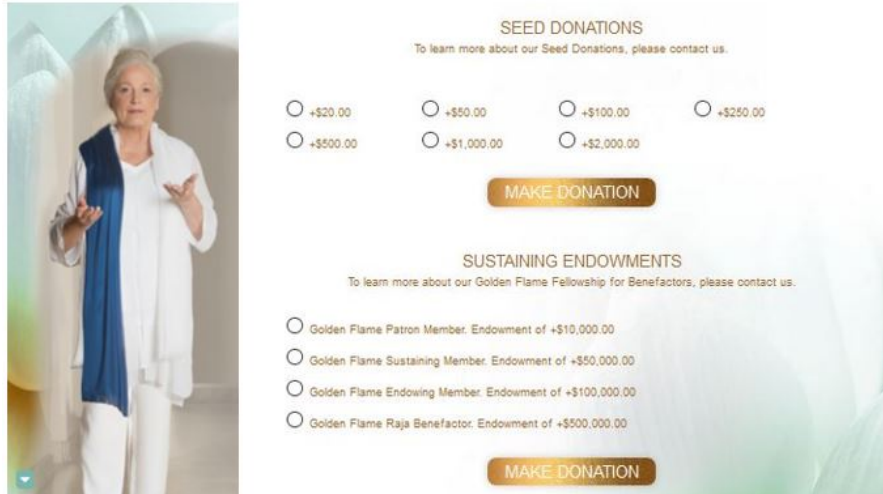 SEED DONATIONS
To learn more about our Seed Donations, please contact us.
+$20.00 +$50.00 +$100.00 +$250.00
+$500.00 +$1,000.00 +$2,000.00
MAKE DONATION
SUSTAINING ENDOWMENTS
To learn more about our Golden Flame Fellowship for Benefactors, please contact us.
Golden Flame Patron Member. Endowment of +$10,000.00
Golden Flame Sustaining Member. Endowment of +$50,000.00
Golden Flame Endowing Member. Endowment of +$100,000.00
Golden Flame Raja Benefactor. Endowment of +$500,000.00
MAKE DONATION